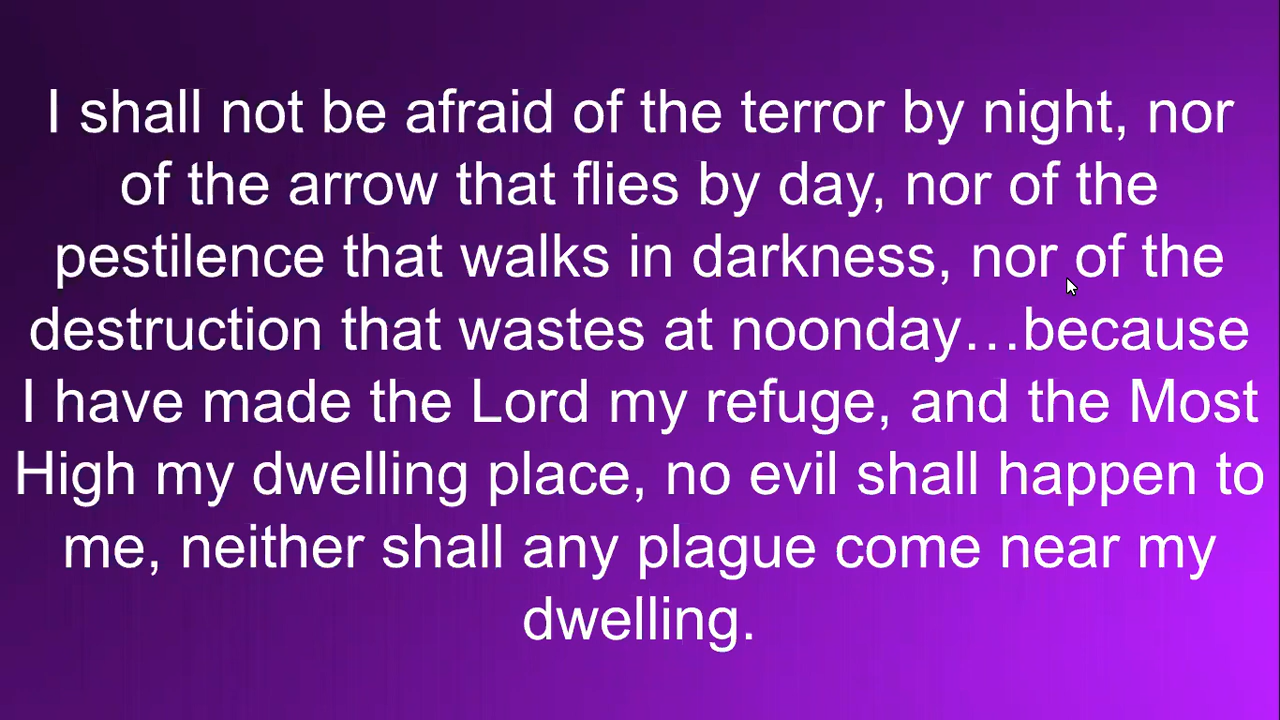 I shall not be afraid of the terror by night, nor
of the arrow that flies by day, nor of the
pestilence that walks in darkness, nor of the
destruction that wastes at noonday…because
I have made the Lord my refuge, and the Most
High my dwelling place, no evil shall happen to
me, neither shall any plague come near my
dwelling.